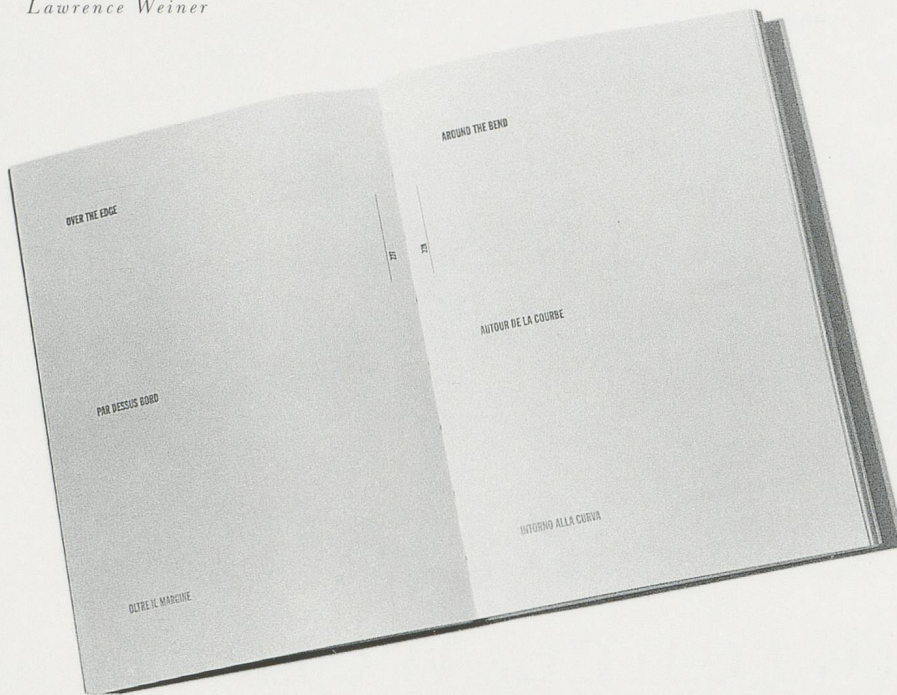 Lawrence Weiner
OVER THE EDGE
PAR DESSUS BORD
OLTRE IL MARGINE
AROUND THE BEND
AUTOUR DE LA COURBE
INTORNO ALLA CURVA